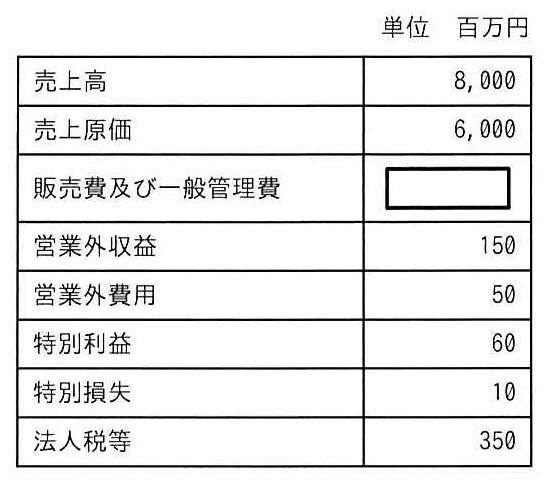 単位 百万円
売上高 8,000
売上原価 6,000
販売費及び一般管理費
営業外収益 150
営業外費用 50
特別利益 60
特別損失 10
法人税等 350